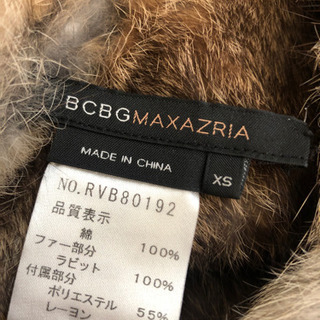 BCBGMAXAZRIA
MADE IN CHINA
XS
NO.RVB80192
品質表示
綿
100%
ファー部分
ラビット 100%
付属部分 100%
ポリエステル
レーヨン 55%